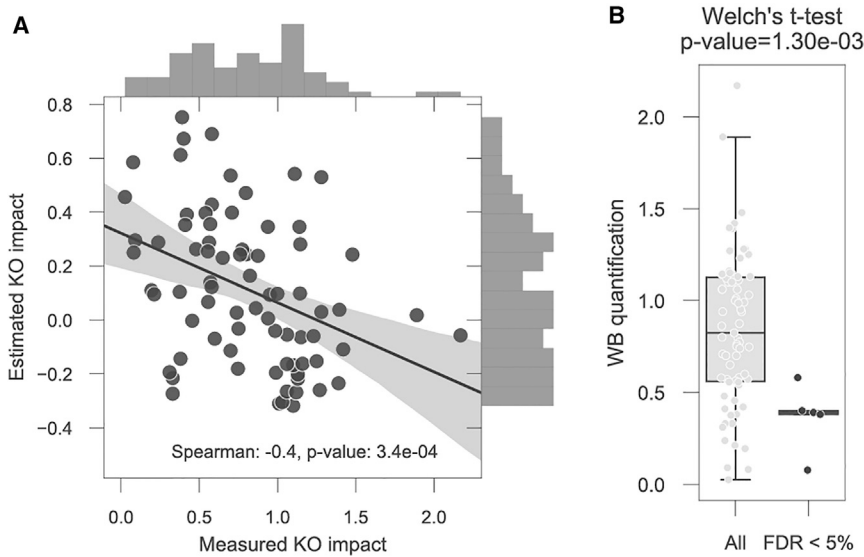 A
0.8
0.6
0.4
0.2
0.0
−0.2
−0.4
Estimated KO impact
Spearman: -0.4, p-value: 3.4e-04
0.0 0.5 1.0 1.5 2.0
Measured KO impact
B
Welch's t-test
p-value=1.30e-03
2.0
1.5
1.0
0.5
0.0
WB quantification
All FDR < 5%